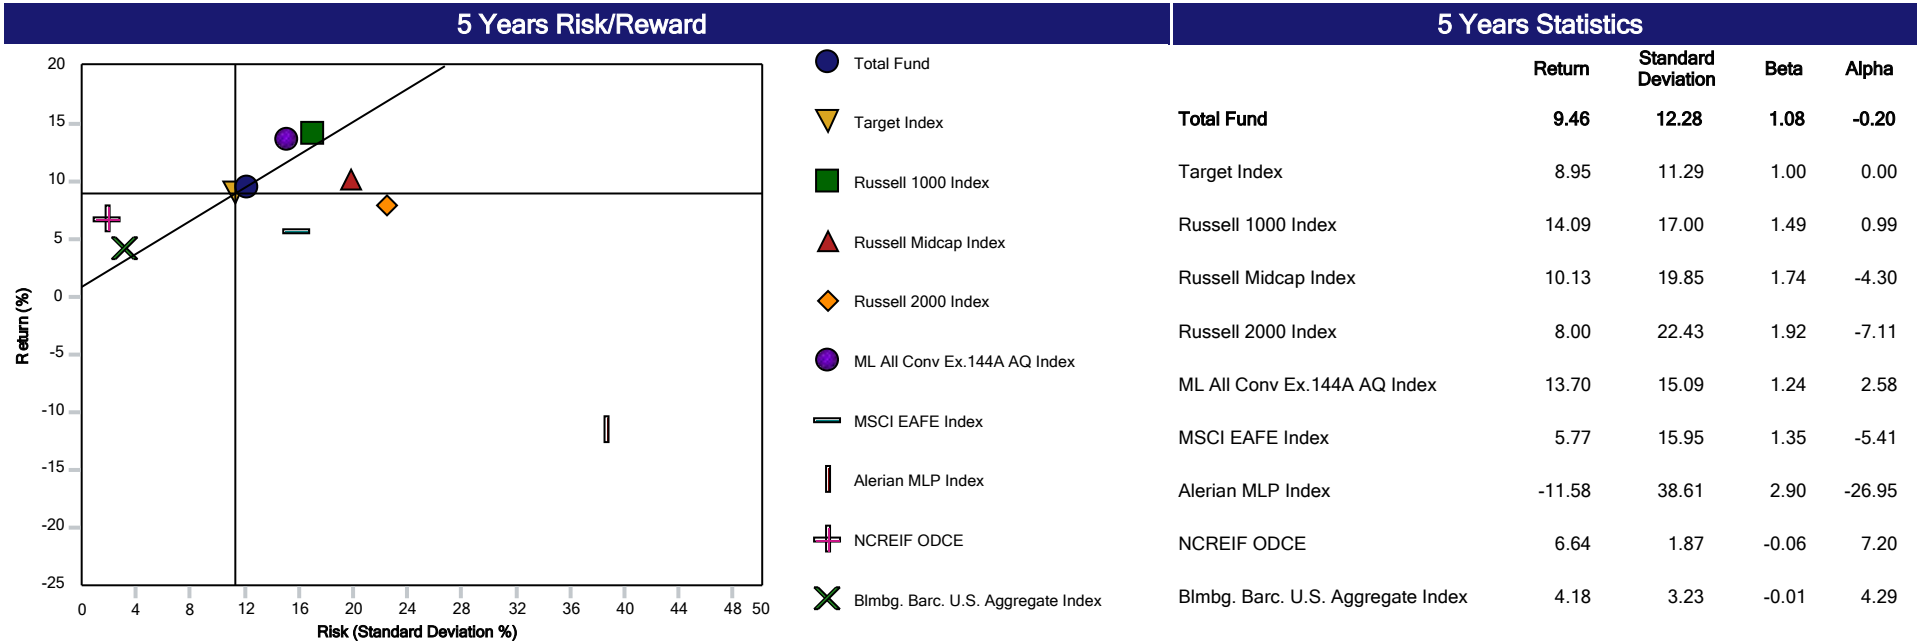 5 Years Risk/Reward
20
15
10
5
0
-5
-10
-15
-20
-25
Return (%)
0 4 8 12 16 20 24 28 32 36 40 44 48 50
Risk (Standard Deviation %)
Total Fund
Target Index
Russell 1000 Index
Russell Midcap Index
Russell 2000 Index
ML All Conv Ex.144A AQ Index
MSCI EAFE Index
Alerian MLP Index
NCREIF ODCE
Blmbg. Barc. U.S. Aggregate Index
5 Years Statistics
Return Standard Deviation Beta Alpha
Total Fund 9.46 12.28 1.08 -0.20
Target Index 8.95 11.29 1.00 0.00
Russell 1000 Index 14.09 17.00 1.49 0.99
Russell Midcap Index 10.13 19.85 1.74 -4.30
Russell 2000 Index 8.00 22.43 1.92 -7.11
ML All Conv Ex.144A AQ Index 13.70 15.09 1.24 2.58
MSCI EAFE Index 5.77 15.95 1.35 -5.41
Alerian MLP Index -11.58 38.61 2.90 -26.95
NCREIF ODCE 6.64 1.87 -0.06 7.20
Blmbg. Barc. U.S. Aggregate Index 4.18 3.23 -0.01 4.29